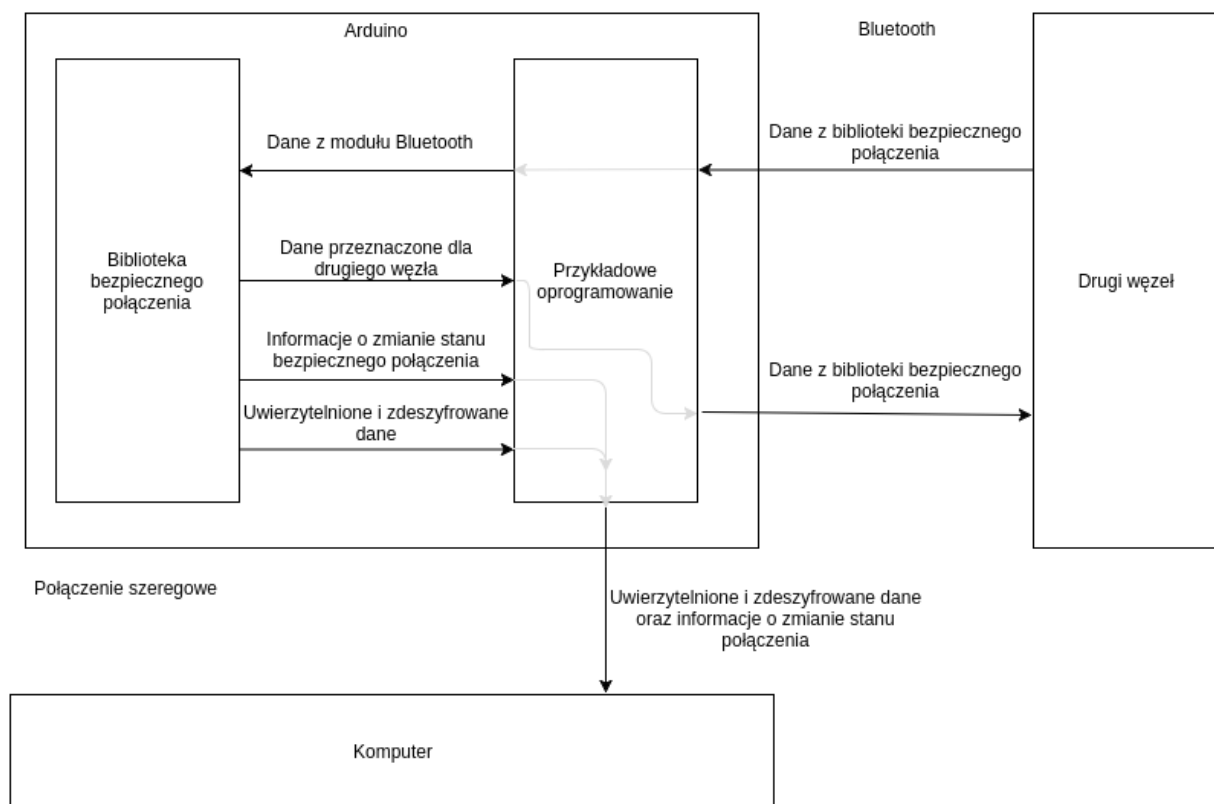 Arduino
Bluetooth
Dane z modułu Bluetooth
Dane z biblioteki bezpiecznego
połączenia
Biblioteka
bezpiecznego
połączenia
Dane przeznaczone dla
drugiego węzła
Przykładowe
oprogramowanie
Drugi węzeł
Informacje o zmianie stanu
bezpiecznego połączenia
Dane z biblioteki bezpiecznego
połączenia
Uwierzytelnione i zdeszyfrowane
dane
Połączenie szeregowe
Uwierzytelnione i zdeszyfrowane dane
oraz informacje o zmianie stanu
połączenia
Komputer